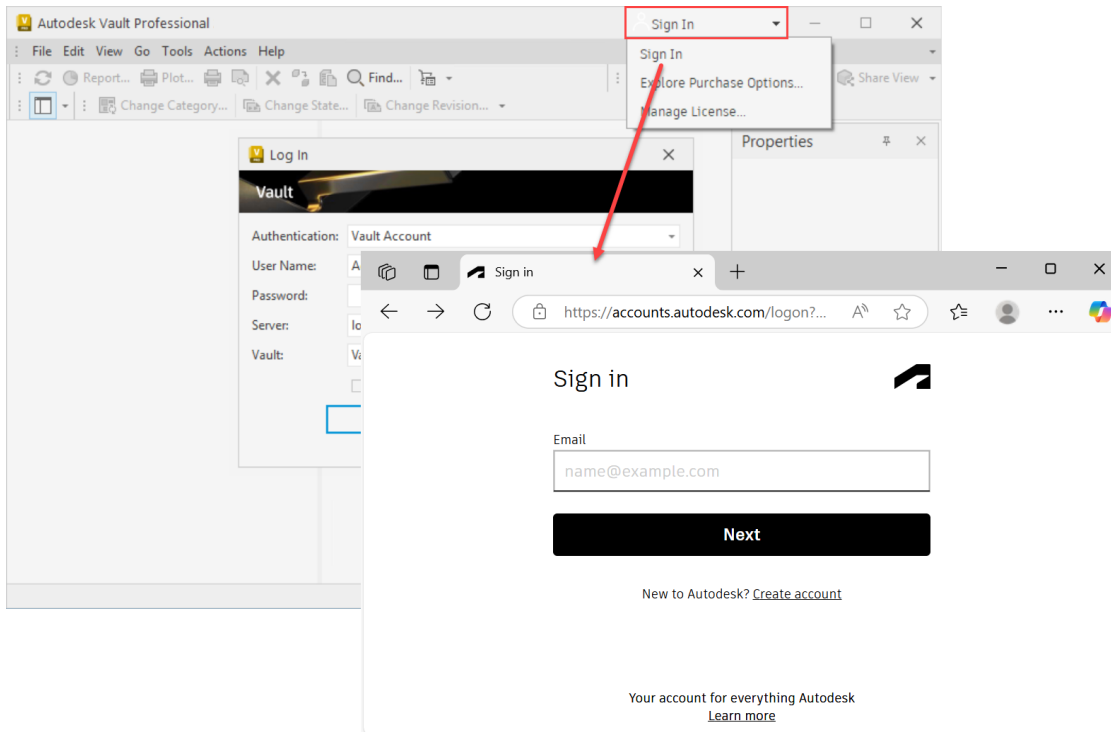 Autodesk Vault Professional
Sign In
File Edit View Go Tools Actions Help
Sign In
Explore Purchase Options...
Manage License...
Report... Plot... Find... Share View
Change Category... Change State... Change Revision...
Properties
Log In
Vault
Authentication: Vault Account
User Name: A
Password:
Server: lo
Vault: Va
Sign in
https://accounts.autodesk.com/logon?...
Sign in
Email
name@example.com
Next
New to Autodesk? Create account
Your account for everything Autodesk
Learn more